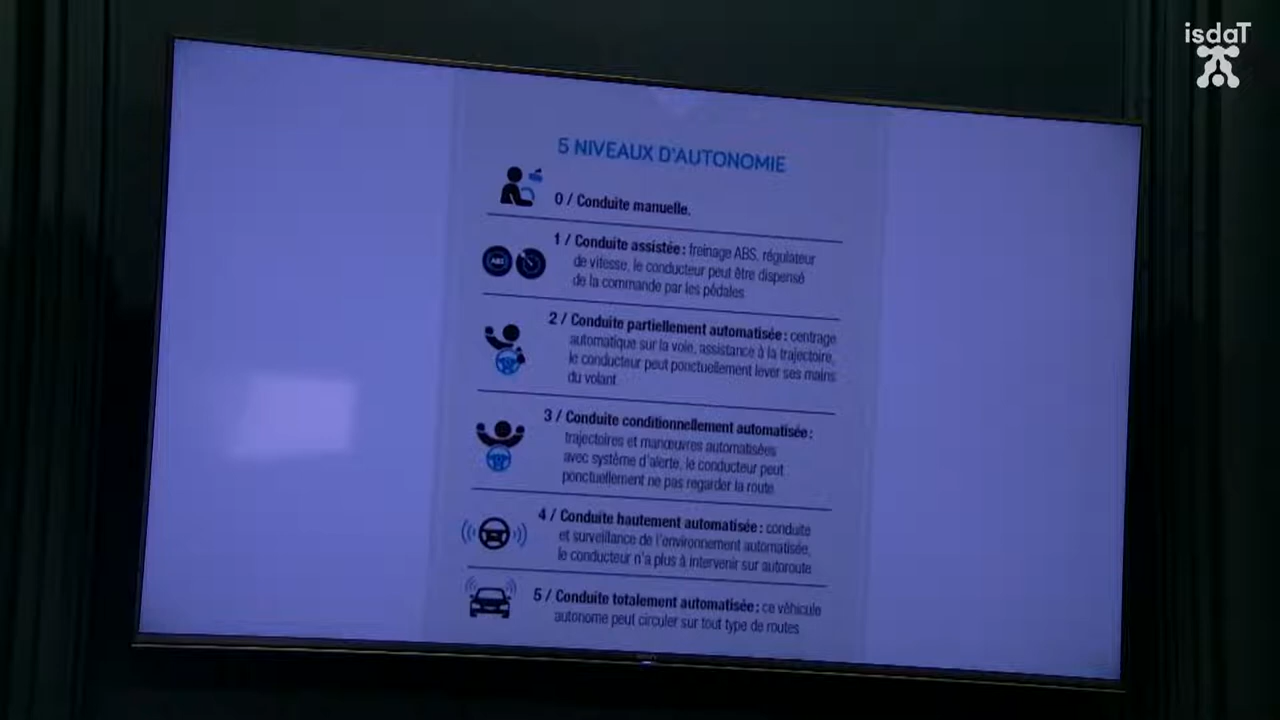 isdaT
5 NIVEAUX D'AUTONOMIE
0 / Conduite manuelle.
1 / Conduite assistée : freinage ABS, régulateur
de vitesse, le conducteur peut être dispensé
de la commande par les pédales
2 / Conduite partiellement automatisée : centrage
automatique sur la voie, assistance à la trajectoire,
le conducteur peut ponctuellement lever ses mains
du volant
3 / Conduite conditionnellement automatisée :
trajectoires et manœuvres automatisées
avec système d'alerte, le conducteur peut
ponctuellement ne pas regarder la route
4 / Conduite hautement automatisée : conduite
et surveillance de l'environnement automatisée,
le conducteur n'a plus à intervenir sur autoroute
5 / Conduite totalement automatisée : ce véhicule
autonome peut circuler sur tout type de routes